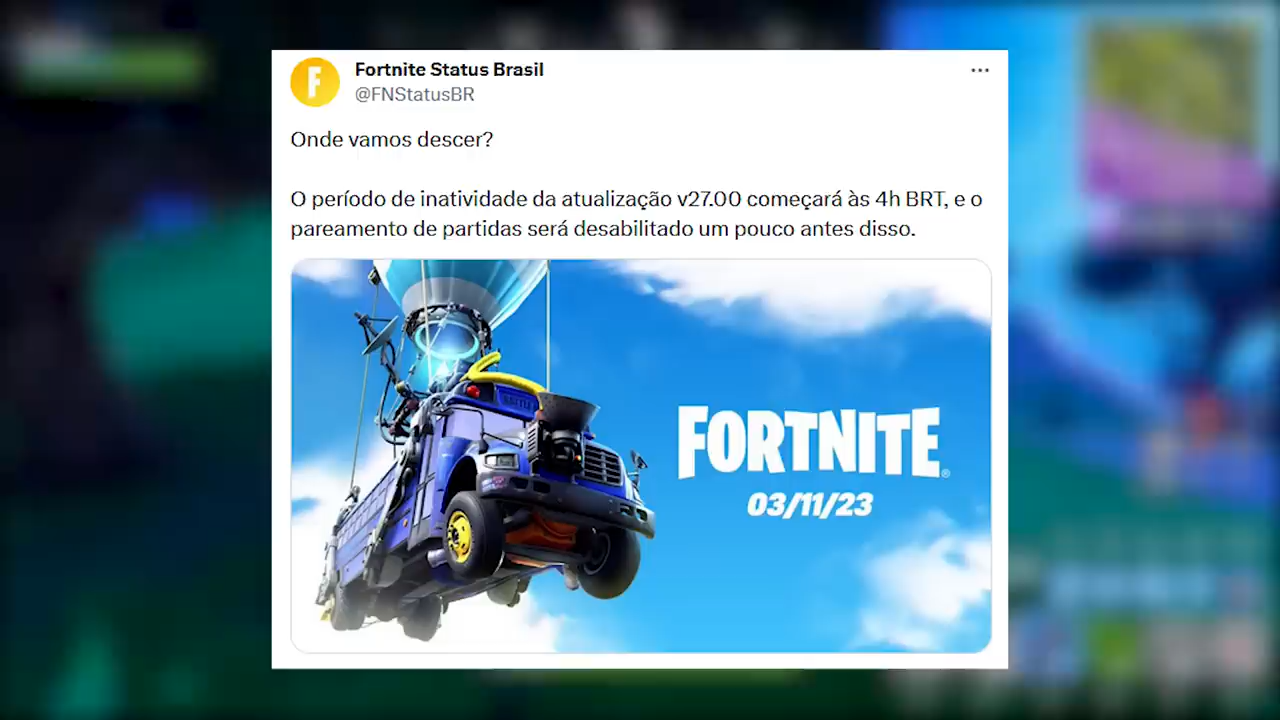 F
Fortnite Status Brasil
@FNStatusBR
Onde vamos descer?
O período de inatividade da atualização v27.00 começará às 4h BRT, e o
pareamento de partidas será desabilitado um pouco antes disso.
BATTLE
FORTNITE®
03/11/23